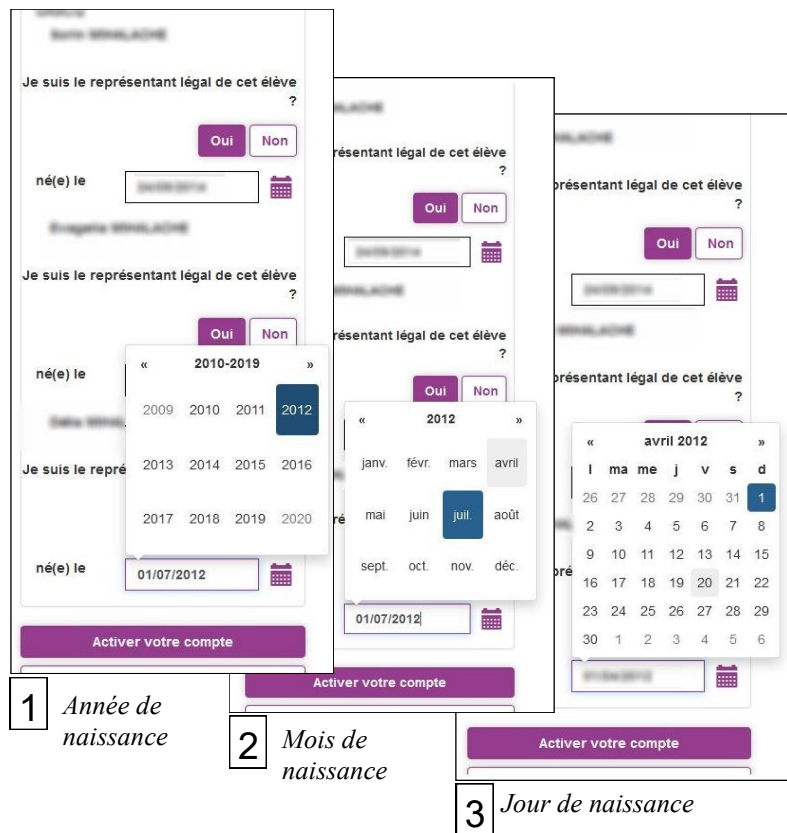 Je suis le représentant légal de cet élève
?
Oui Non
né(e) le
Je suis le représentant légal de cet élève
?
Oui Non
né(e) le
« 2010-2019 »
2009 2010 2011 2012
2013 2014 2015 2016
2017 2018 2019 2020
Je suis le repré
né(e) le
01/07/2012
Activer votre compte
1
Année de
naissance
résentant légal de cet élève
?
Oui Non
résentant légal de cet élève
?
Oui Non
« 2012 »
janv. févr. mars avril
mai juin juil. août
sept. oct. nov. déc.
ré
01/07/2012
Activer votre compte
2
Mois de
naissance
présentant légal de cet élève
?
Oui Non
présentant légal de cet élève
?
« avril 2012 »
l ma me j v s d
26 27 28 29 30 31 1
2 3 4 5 6 7 8
9 10 11 12 13 14 15
16 17 18 19 20 21 22
23 24 25 26 27 28 29
30 1 2 3 4 5 6
pré
Activer votre compte
3
Jour de naissance